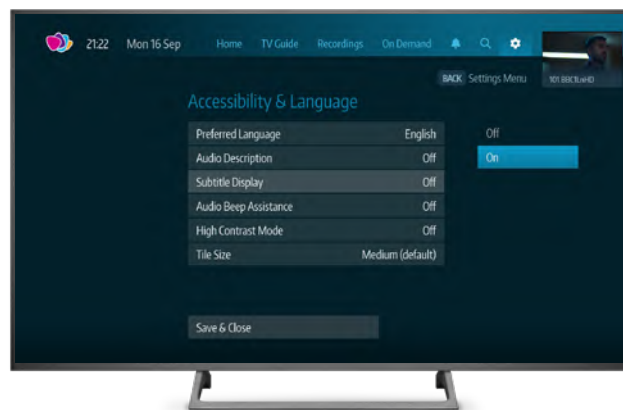 21:22 Mon 16 Sep Home TV Guide Recordings On Demand
BACK Settings Menu
Accessibility & Language
Preferred Language English
Audio Description Off
Subtitle Display Off
Audio Beep Assistance Off
High Contrast Mode Off
Tile Size Medium (default)
Off
On
Save & Close